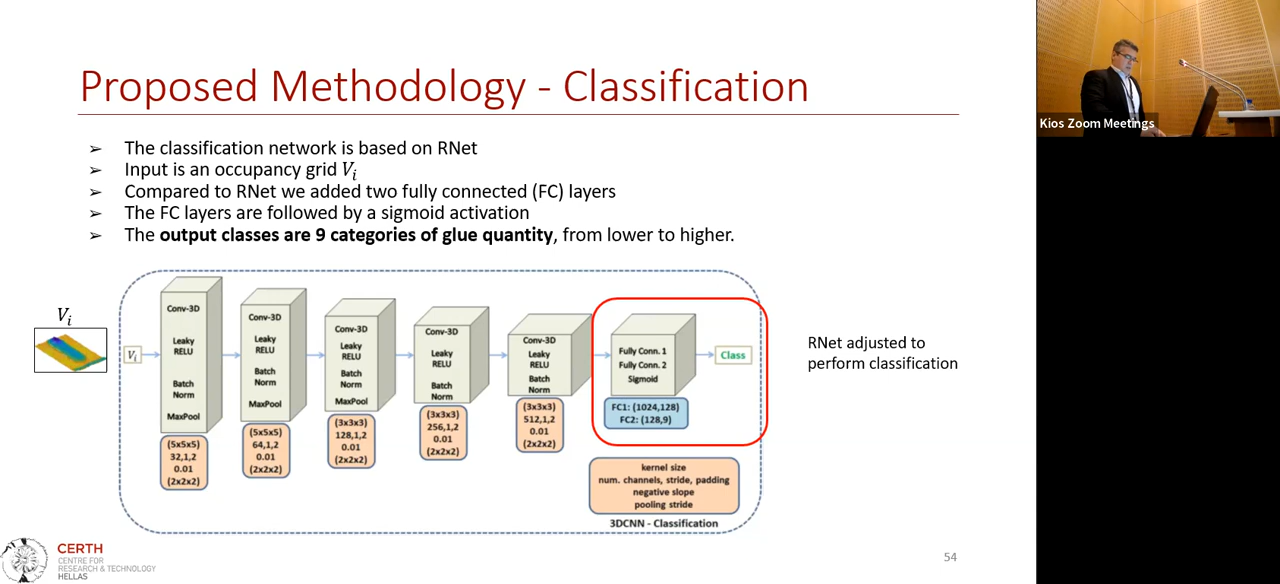 Proposed Methodology - Classification
➢ The classification network is based on RNet
➢ Input is an occupancy grid Vi
➢ Compared to RNet we added two fully connected (FC) layers
➢ The FC layers are followed by a sigmoid activation
➢ The output classes are 9 categories of glue quantity, from lower to higher.
Vi
Vi
Conv-3D
Leaky
RELU
Batch
Norm
MaxPool
(5x5x5)
32,1,2
0.01
(2x2x2)
Conv-3D
Leaky
RELU
Batch
Norm
MaxPool
(5x5x5)
64,1,2
0.01
(2x2x2)
Conv-3D
Leaky
RELU
Batch
Norm
MaxPool
(3x3x3)
128,1,2
0.01
(2x2x2)
Conv-3D
Leaky
RELU
Batch
Norm
(3x3x3)
256,1,2
0.01
(2x2x2)
Conv-3D
Leaky
RELU
Batch
Norm
(3x3x3)
512,1,2
0.01
(2x2x2)
Fully Conn. 1
Fully Conn. 2
Sigmoid
FC1: (1024,128)
FC2: (128,9)
Class
kernel size
num. channels, stride, padding
negative slope
pooling stride
3DCNN - Classification
RNet adjusted to
perform classification
CERTH
CENTRE FOR
RESEARCH & TECHNOLOGY
HELLAS
54
Kios Zoom Meetings